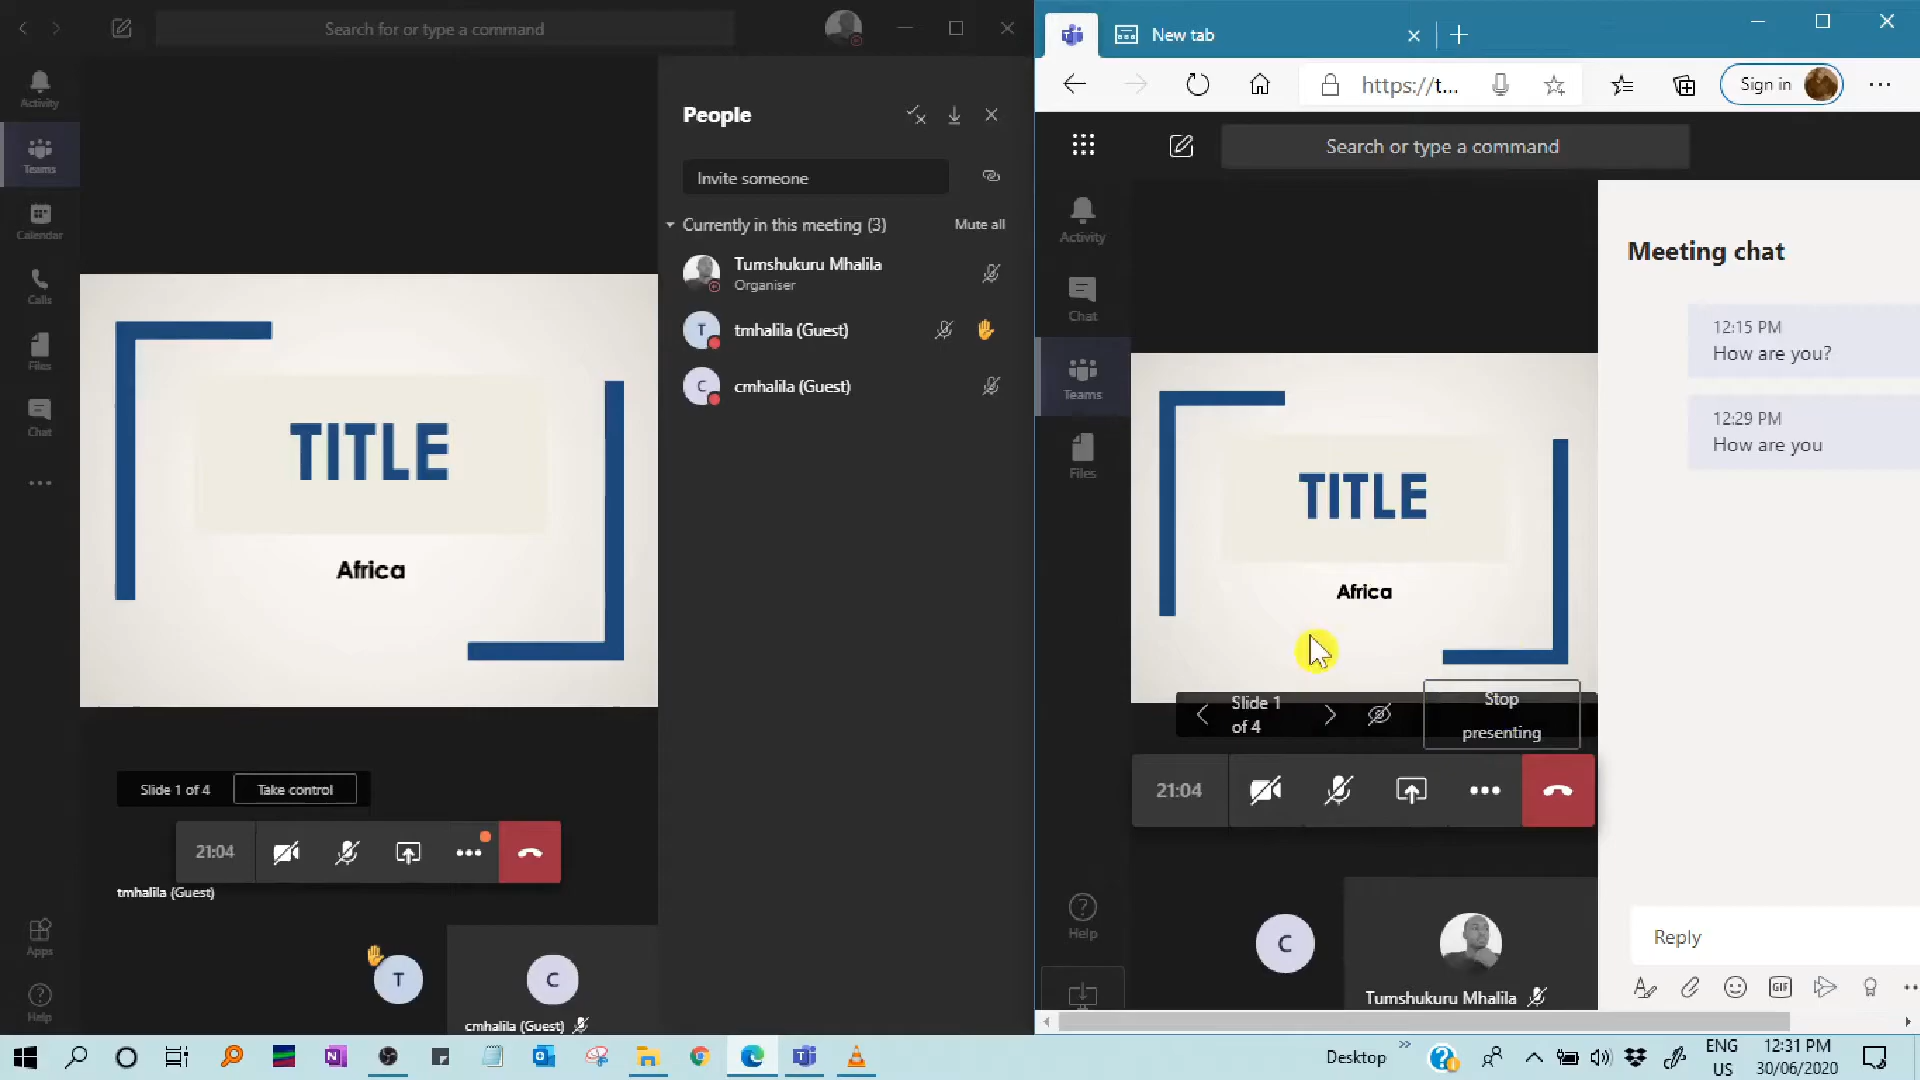 Search for or type a command
Activity
Teams
Calendar
Calls
Files
Chat
Apps
Help
TITLE
Africa
Slide 1 of 4
Take control
21:04
tmhalila (Guest)
T
C
cmhalila (Guest)
People
Invite someone
Currently in this meeting (3)
Mute all
Tumshukuru Mhalila
Organiser
T
tmhalila (Guest)
C
cmhalila (Guest)
New tab
https://t...
Sign in
Search or type a command
Activity
Chat
Teams
Files
Help
TITLE
Africa
Slide 1
of 4
Stop
presenting
21:04
C
Tumshukuru Mhalila
Meeting chat
12:15 PM
How are you?
12:29 PM
How are you
Reply
GIF
Desktop
ENG
US
12:31 PM
30/06/2020